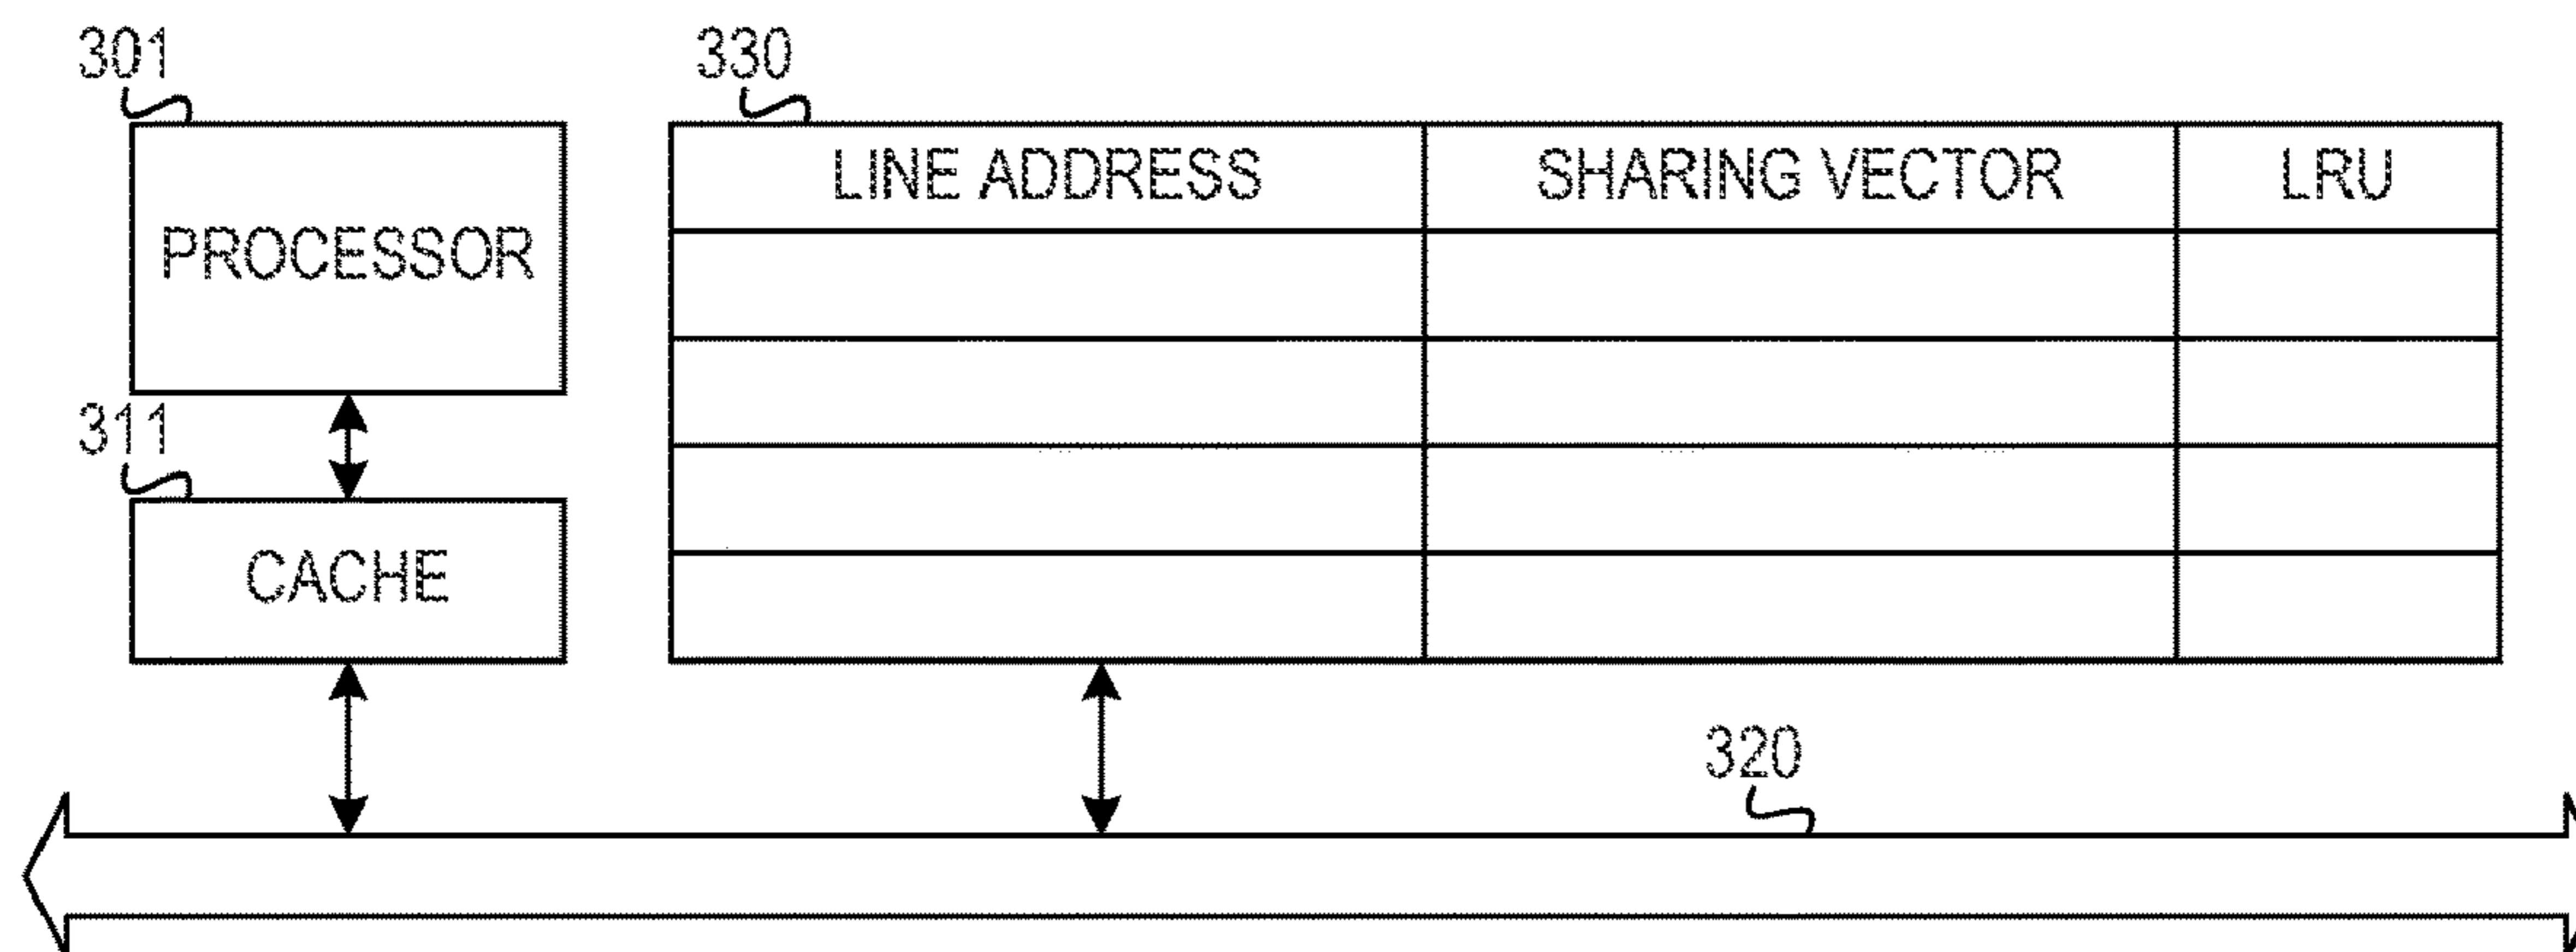 301
330
LINE ADDRESS
SHARING VECTOR
LRU
PROCESSOR
311
CACHE
320